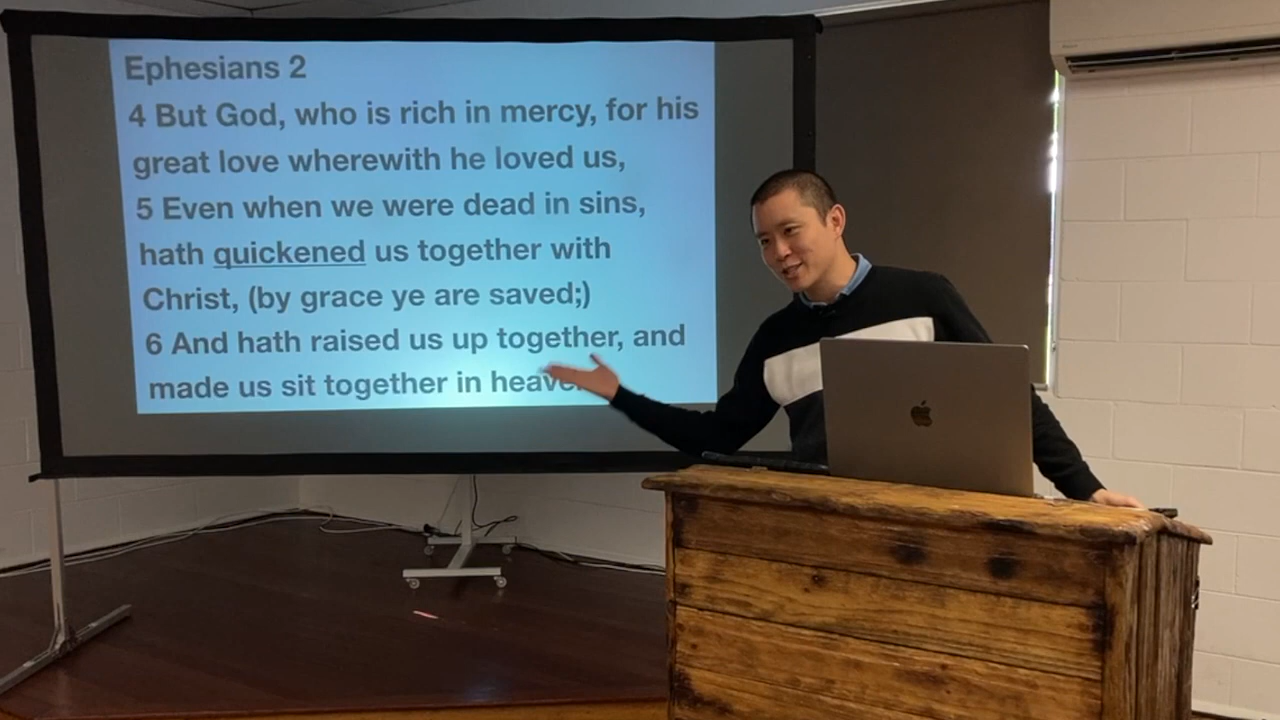 Ephesians 2
4 But God, who is rich in mercy, for his
great love wherewith he loved us,
5 Even when we were dead in sins,
hath quickened us together with
Christ, (by grace ye are saved;)
6 And hath raised us up together, and
made us sit together in